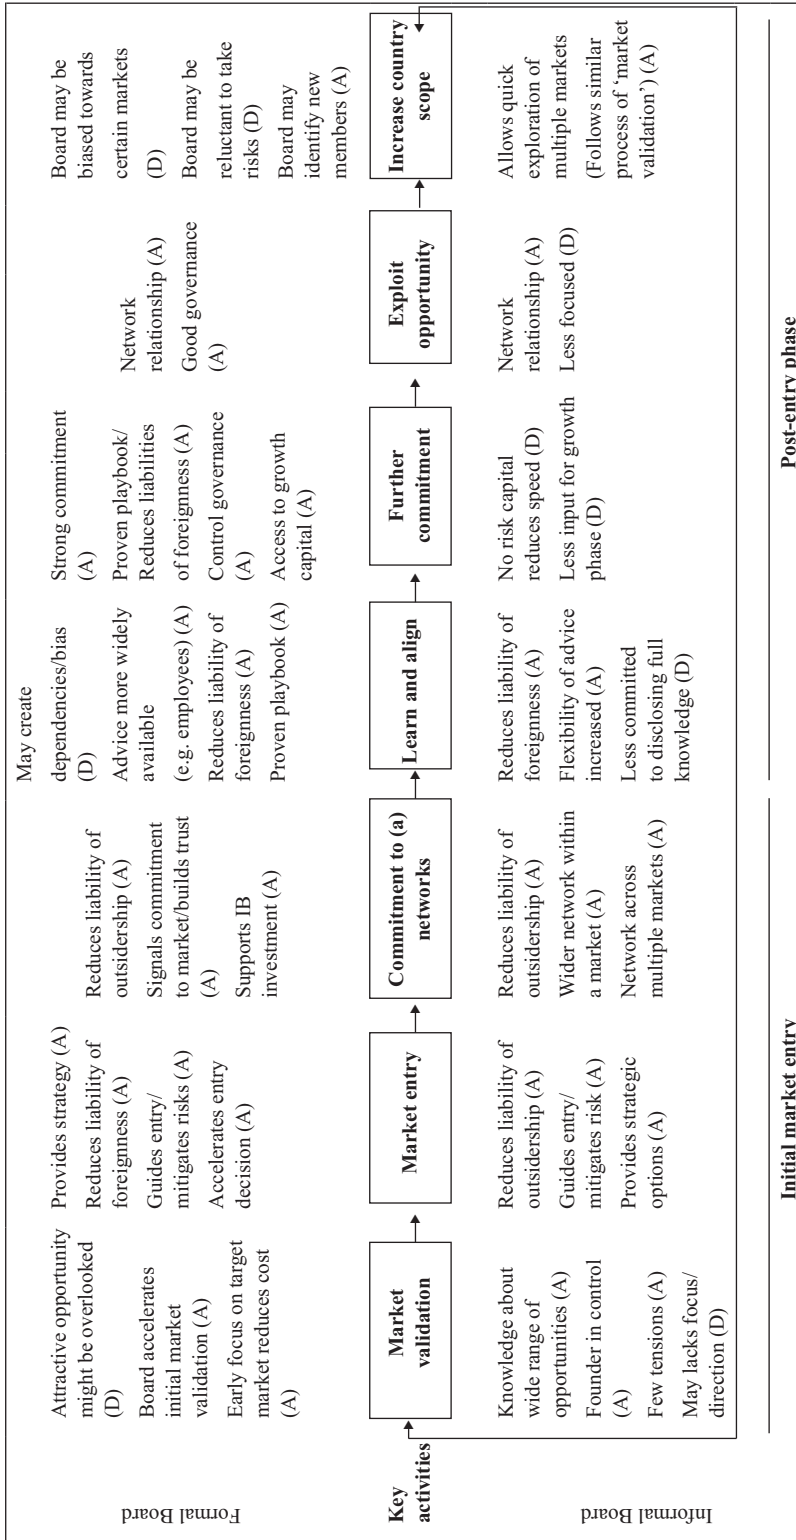 Formal Board
Attractive opportunity
might be overlooked
(D)
Board accelerates
initial market
validation (A)
Early focus on target
market reduces cost
(A)
Provides strategy (A)
Reduces liability of
foreignness (A)
Guides entry/
mitigates risks (A)
Accelerates entry
decision (A)
Reduces liability of
outsidership (A)
Signals commitment
to market/builds trust
(A)
Supports IB
investment (A)
May create
dependencies/bias
(D)
Advice more widely
available
(e.g. employees) (A)
Reduces liability of
foreignness (A)
Proven playbook (A)
Strong commitment
(A)
Proven playbook/
Reduces liabilities
of foreignness (A)
Control governance
(A)
Access to growth
capital (A)
Network
relationship (A)
Good governance
(A)
Board may be
biased towards
certain markets
(D)
Board may be
reluctant to take
risks (D)
Board may
identify new
members (A)
Key
activities
Market
validation
Market entry
Commitment to (a)
networks
Learn and align
Further
commitment
Exploit
opportunity
Increase country
scope
Informal Board
Knowledge about
wide range of
opportunities (A)
Founder in control
(A)
Few tensions (A)
May lacks focus/
direction (D)
Reduces liability of
outsidership (A)
Guides entry/
mitigates risk (A)
Provides strategic
options (A)
Reduces liability of
outsidership (A)
Wider network within
a market (A)
Network across
multiple markets (A)
Reduces liability of
foreignness (A)
Flexibility of advice
increased (A)
Less committed
to disclosing full
knowledge (D)
No risk capital
reduces speed (D)
Less input for growth
phase (D)
Network
relationship (A)
Less focused (D)
Allows quick
exploration of
multiple markets
(Follows similar
process of ‘market
validation’) (A)
Initial market entry
Post-entry phase